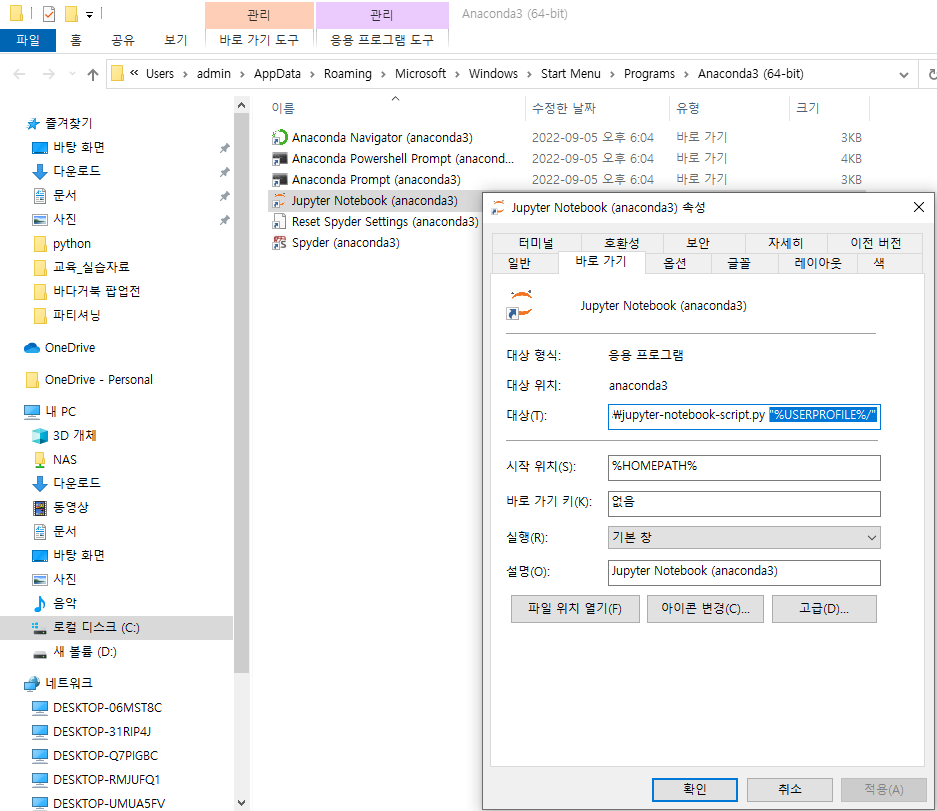 관리 관리 Anaconda3 (64-bit)
파일 홈 공유 보기 바로 가기 도구 응용 프로그램 도구
« Users > admin > AppData > Roaming > Microsoft > Windows > Start Menu > Programs > Anaconda3 (64-bit)
이름 수정한 날짜 유형 크기
즐겨찾기
바탕 화면
다운로드
문서
사진
python
교육_실습자료
바다거북 팝업전
파티셔닝
OneDrive
OneDrive - Personal
내 PC
3D 개체
NAS
다운로드
동영상
문서
바탕 화면
사진
음악
로컬 디스크 (C:)
새 볼륨 (D:)
네트워크
DESKTOP-06MST8C
DESKTOP-31RIP4J
DESKTOP-Q7PIGBC
DESKTOP-RMJUFQ1
DESKTOP-UMUA5FV
Anaconda Navigator (anaconda3) 2022-09-05 오후 6:04 바로 가기 3KB
Anaconda Powershell Prompt (anacond... 2022-09-05 오후 6:04 바로 가기 4KB
Anaconda Prompt (anaconda3) 2022-09-05 오후 6:04 바로 가기 3KB
Jupyter Notebook (anaconda3)
Reset Spyder Settings (anaconda3)
Spyder (anaconda3)
Jupyter Notebook (anaconda3) 속성
터미널 호환성 보안 자세히 이전 버전
일반 바로 가기 옵션 글꼴 레이아웃 색
Jupyter Notebook (anaconda3)
대상 형식: 응용 프로그램
대상 위치: anaconda3
대상(T): ₩jupyter-notebook-script.py "%USERPROFILE%/"
시작 위치(S): %HOMEPATH%
바로 가기 키(K): 없음
실행(R): 기본 창
설명(O): Jupyter Notebook (anaconda3)
파일 위치 열기(F) 아이콘 변경(C)... 고급(D)...
확인 취소 적용(A)